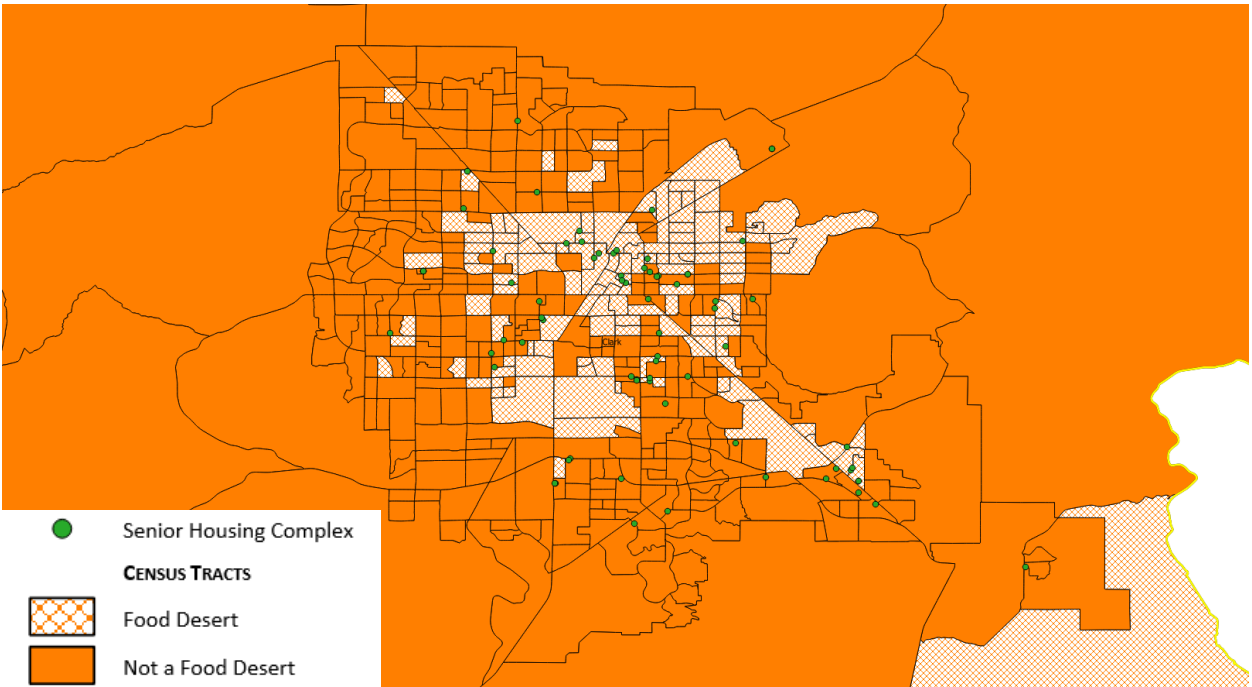 Clark
Senior Housing Complex
CENSUS TRACTS
Food Desert
Not a Food Desert